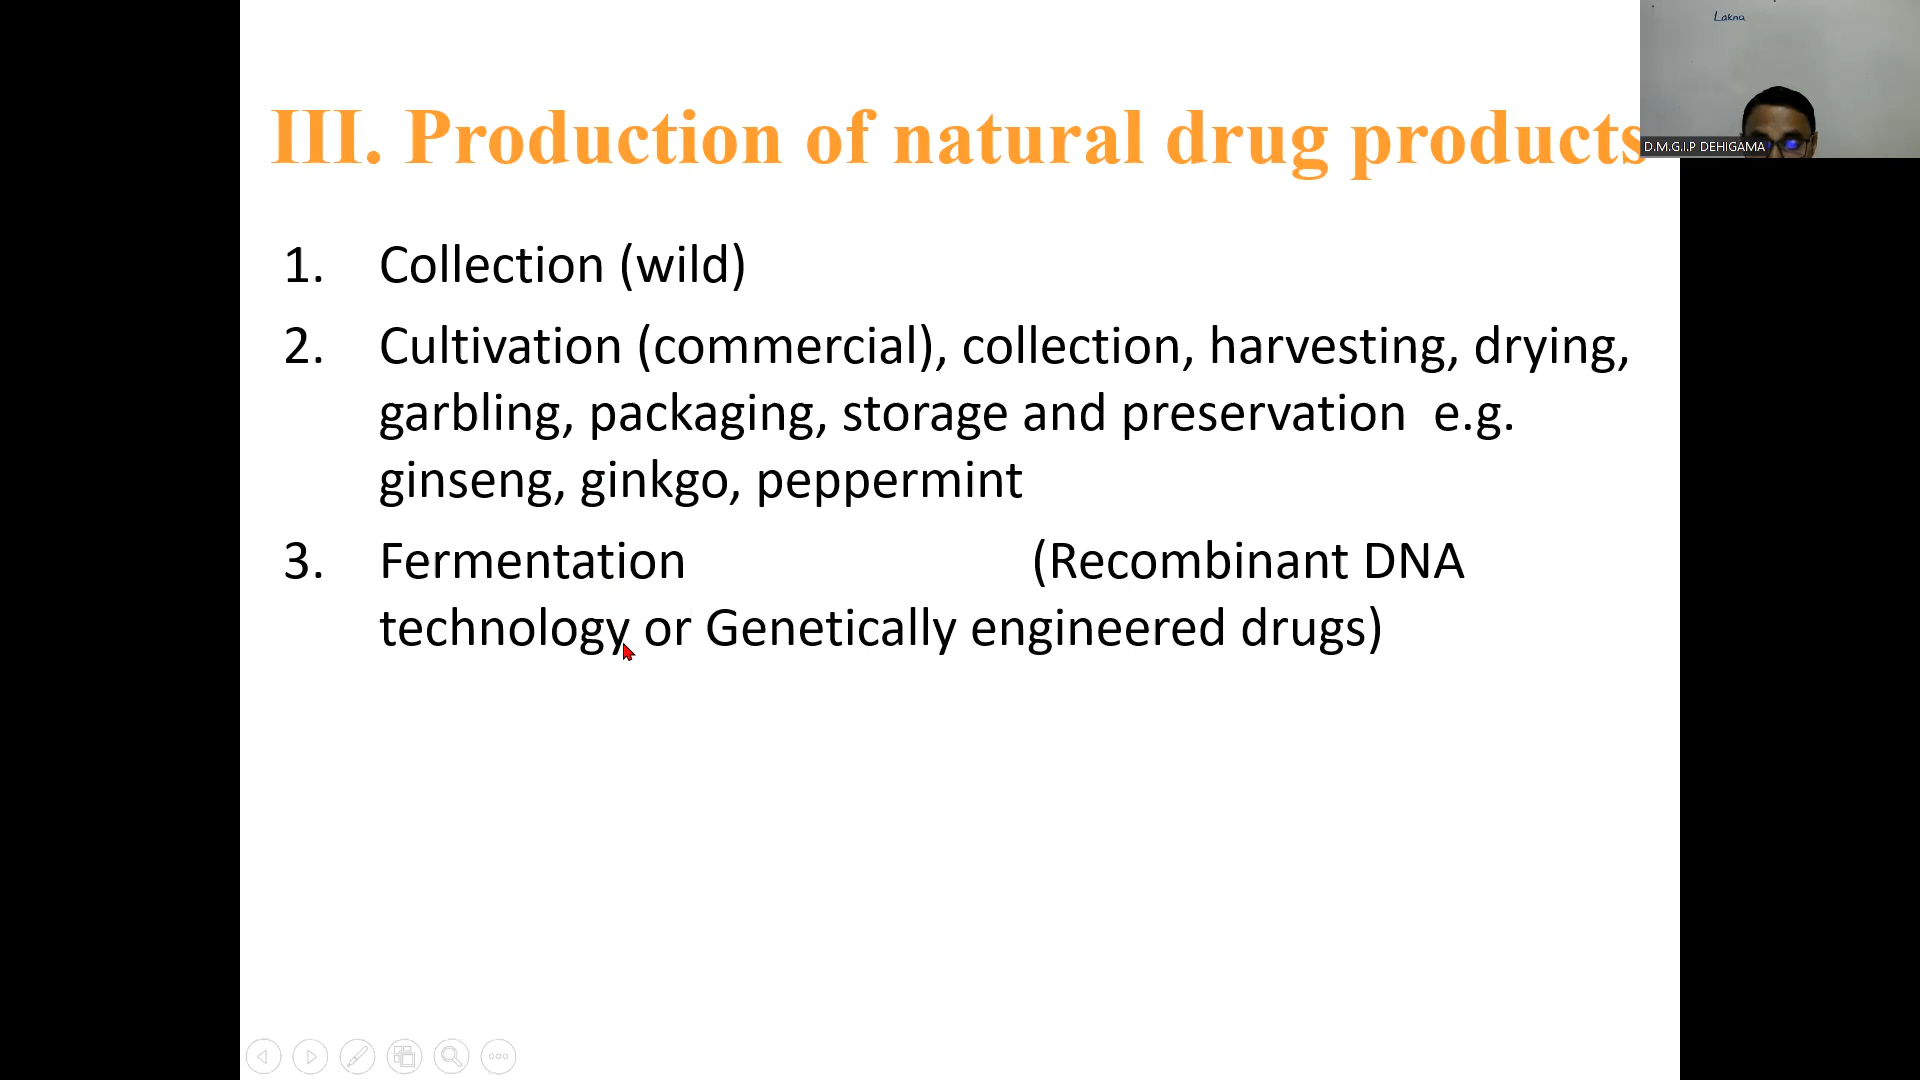 Lakna
III. Production of natural drug products
D.M.G.I.P DEHIGAMA
1. Collection (wild)
2. Cultivation (commercial), collection, harvesting, drying,
garbling, packaging, storage and preservation e.g.
ginseng, ginkgo, peppermint
3. Fermentation (Recombinant DNA
technology or Genetically engineered drugs)